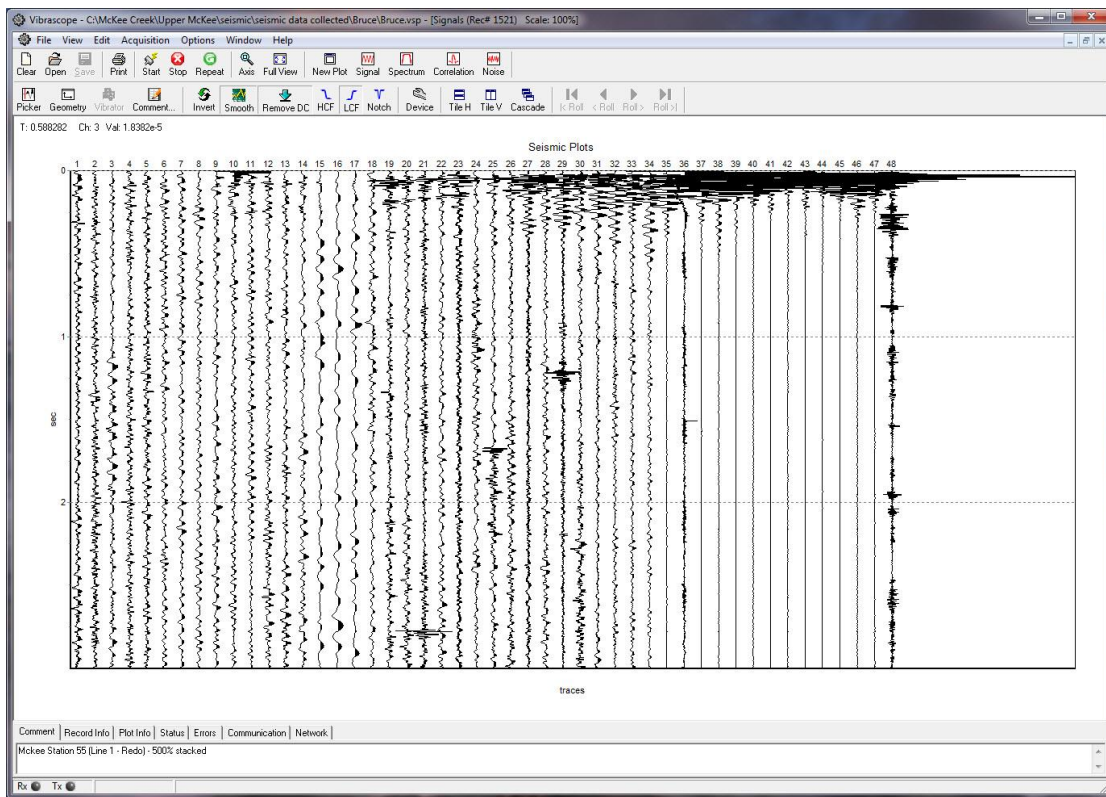 Vibrascope - C:\McKee Creek\Upper McKee\seismic\seismic data collected\Bruce\Bruce.vsp - [Signals (Rec# 1521) Scale: 100%]
File View Edit Acquisition Options Window Help
Clear Open Save Print Start Stop Repeat Axis Full View New Plot Signal Spectrum Correlation Noise
Picker Geometry Vibrator Comment... Invert Smooth Remove DC HCF LCF Notch Device Tile H Tile V Cascade |< Roll < Roll Roll > Roll >|
T: 0.588282 Ch: 3 Val: 1.8382e-5
Seismic Plots
1 2 3 4 5 6 7 8 9 10 11 12 13 14 15 16 17 18 19 20 21 22 23 24 25 26 27 28 29 30 31 32 33 34 35 36 37 38 39 40 41 42 43 44 45 46 47 48
0
1
sec
2
traces
Comment Record Info Plot Info Status Errors Communication Network
Mckee Station 55 (Line 1 - Redo) - 500% stacked
Rx Tx